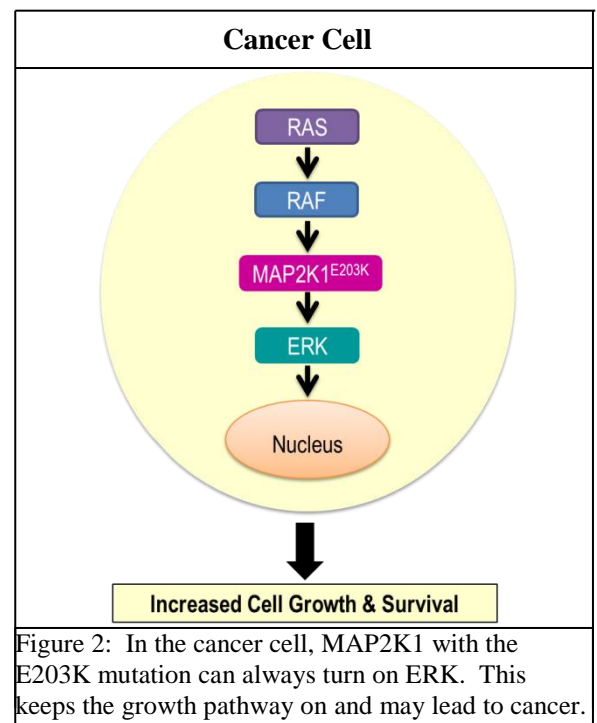 Cancer Cell
RAS
RAF
MAP2K1E203K
ERK
Nucleus
Increased Cell Growth & Survival
Figure 2:  In the cancer cell, MAP2K1 with the
E203K mutation can always turn on ERK.  This
keeps the growth pathway on and may lead to cancer.